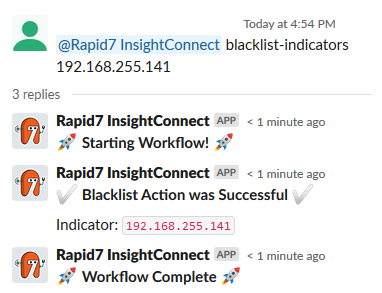 Today at 4:54 PM
@Rapid7 InsightConnect blacklist-indicators
192.168.255.141
3 replies
Rapid7 InsightConnect APP < 1 minute ago
🚀 Starting Workflow! 🚀
Rapid7 InsightConnect APP < 1 minute ago
✔️ Blacklist Action was Successful ✔️
Indicator: 192.168.255.141
Rapid7 InsightConnect APP < 1 minute ago
🚀 Workflow Complete 🚀